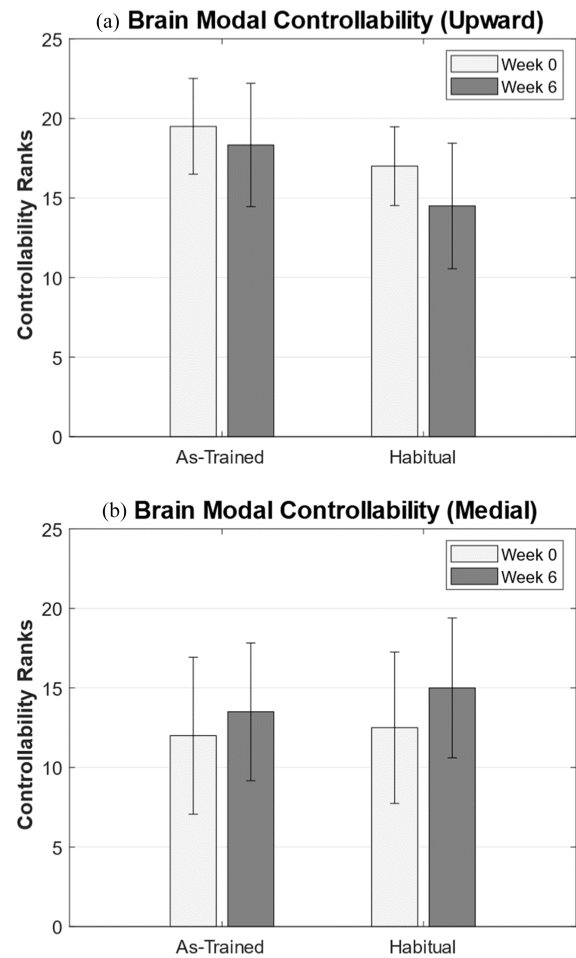 (a) Brain Modal Controllability (Upward)
25
20
15
10
5
0
Controllability Ranks
Week 0
Week 6
As-Trained
Habitual
(b) Brain Modal Controllability (Medial)
25
20
15
10
5
0
Controllability Ranks
Week 0
Week 6
As-Trained
Habitual